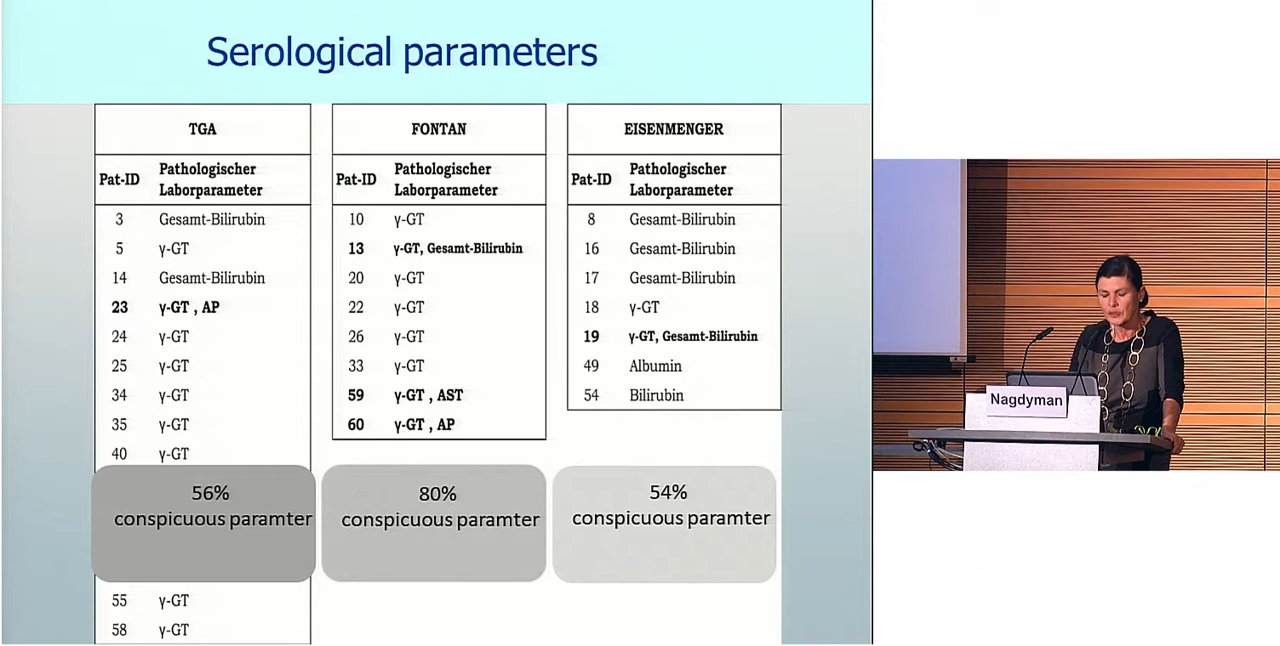 Serological parameters
TGA
Pat-ID Pathologischer
Laborparameter
3 Gesamt-Bilirubin
5 γ-GT
14 Gesamt-Bilirubin
23 γ-GT , AP
24 γ-GT
25 γ-GT
34 γ-GT
35 γ-GT
40 γ-GT
56%
conspicuous paramter
55 γ-GT
58 γ-GT
FONTAN
Pat-ID Pathologischer
Laborparameter
10 γ-GT
13 γ-GT, Gesamt-Bilirubin
20 γ-GT
22 γ-GT
26 γ-GT
33 γ-GT
59 γ-GT , AST
60 γ-GT , AP
80%
conspicuous paramter
EISENMENGER
Pat-ID Pathologischer
Laborparameter
8 Gesamt-Bilirubin
16 Gesamt-Bilirubin
17 Gesamt-Bilirubin
18 γ-GT
19 γ-GT, Gesamt-Bilirubin
49 Albumin
54 Bilirubin
54%
conspicuous paramter
Nagdyman